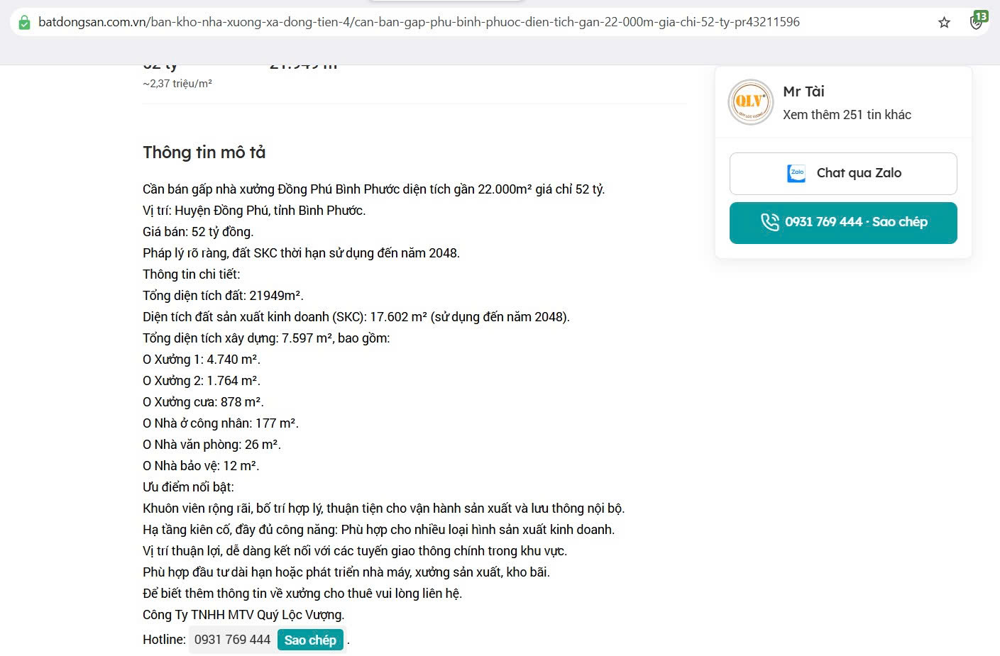 batdongsan.com.vn/ban-kho-nha-xuong-xa-dong-tien-4/can-ban-gap-phu-binh-phuoc-dien-tich-gan-22-000m-gia-chi-52-ty-pr43211596
13
52 tỷ 21.949 m²
~2,37 triệu/m²
Thông tin mô tả
Cần bán gấp nhà xưởng Đồng Phú Bình Phước diện tích gần 22.000m² giá chỉ 52 tỷ.
Vị trí: Huyện Đồng Phú, tỉnh Bình Phước.
Giá bán: 52 tỷ đồng.
Pháp lý rõ ràng, đất SKC thời hạn sử dụng đến năm 2048.
Thông tin chi tiết:
Tổng diện tích đất: 21949m².
Diện tích đất sản xuất kinh doanh (SKC): 17.602 m² (sử dụng đến năm 2048).
Tổng diện tích xây dựng: 7.597 m², bao gồm:
O Xưởng 1: 4.740 m².
O Xưởng 2: 1.764 m².
O Xưởng cưa: 878 m².
O Nhà ở công nhân: 177 m².
O Nhà văn phòng: 26 m².
O Nhà bảo vệ: 12 m².
Ưu điểm nổi bật:
Khuôn viên rộng rãi, bố trí hợp lý, thuận tiện cho vận hành sản xuất và lưu thông nội bộ.
Hạ tầng kiên cố, đầy đủ công năng: Phù hợp cho nhiều loại hình sản xuất kinh doanh.
Vị trí thuận lợi, dễ dàng kết nối với các tuyến giao thông chính trong khu vực.
Phù hợp đầu tư dài hạn hoặc phát triển nhà máy, xưởng sản xuất, kho bãi.
Để biết thêm thông tin về xưởng cho thuê vui lòng liên hệ.
Công Ty TNHH MTV Quý Lộc Vượng.
Hotline: 0931 769 444 Sao chép .
QLV®
QUÝ LỘC VƯỢNG
Mr Tài
Xem thêm 251 tin khác
Zalo Chat qua Zalo
0931 769 444 · Sao chép